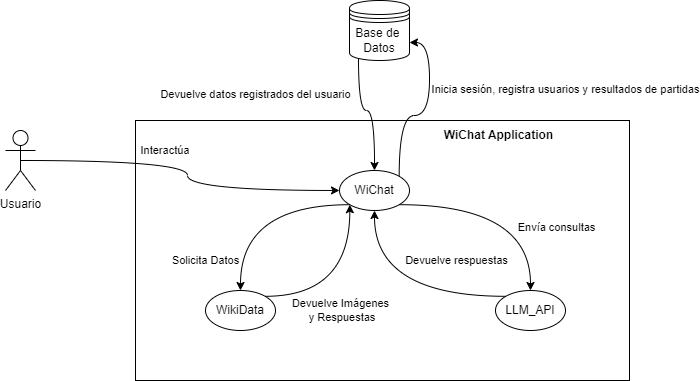 Base de
Datos
Devuelve datos registrados del usuario
Inicia sesión, registra usuarios y resultados de partidas
WiChat Application
Interactúa
Usuario
WiChat
Envía consultas
Solicita Datos
Devuelve respuestas
WikiData
Devuelve Imágenes
y Respuestas
LLM_API